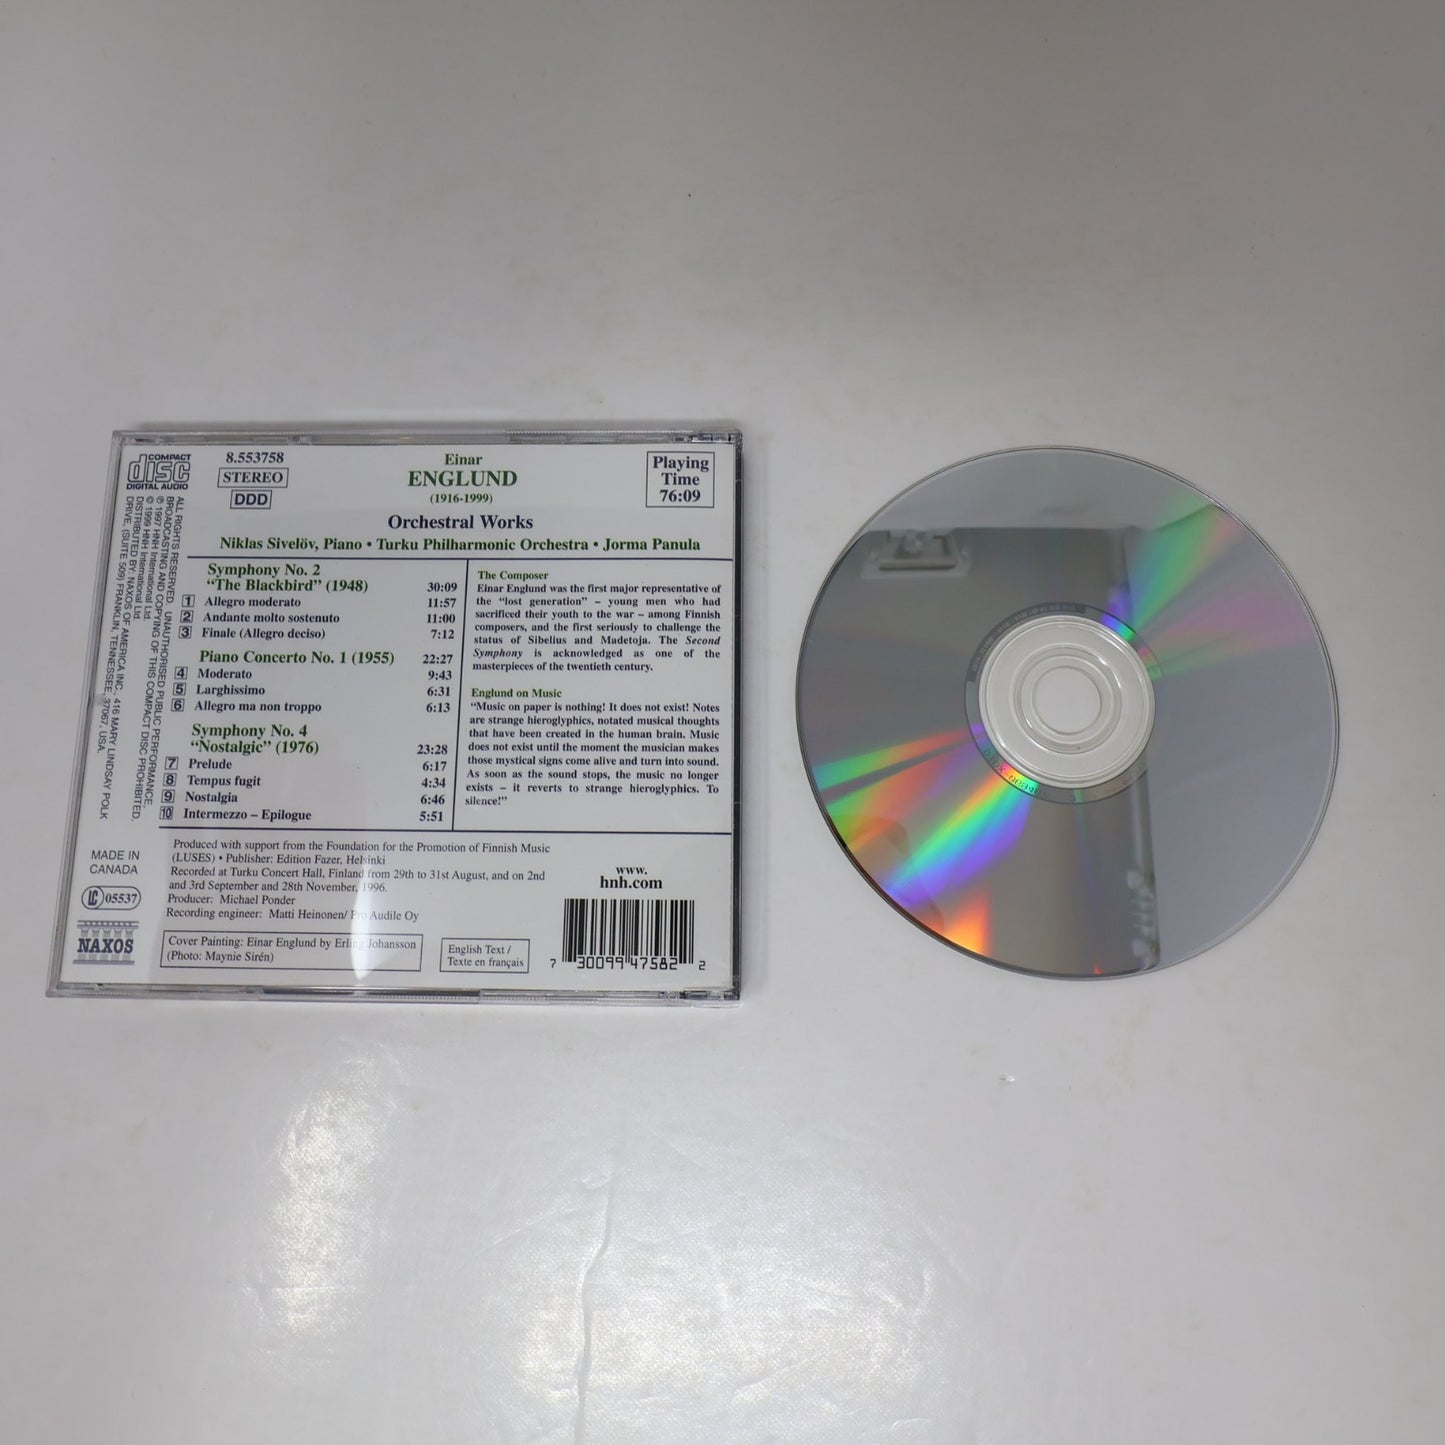 COMPACT
disc
DIGITAL AUDIO
8.553758
STEREO
DDD
Einar
ENGLUND
(1916-1999)
Playing
Time
76:09
Orchestral Works
Niklas Sivelöv, Piano • Turku Philharmonic Orchestra • Jorma Panula
Symphony No. 2
“The Blackbird” (1948) 30:09
1 Allegro moderato 11:57
2 Andante molto sostenuto 11:00
3 Finale (Allegro deciso) 7:12
Piano Concerto No. 1 (1955) 22:27
4 Moderato 9:43
5 Larghissimo 6:31
6 Allegro ma non troppo 6:13
Symphony No. 4
“Nostalgic” (1976) 23:28
7 Prelude 6:17
8 Tempus fugit 4:34
9 Nostalgia 6:46
10 Intermezzo – Epilogue 5:51
The Composer
Einar Englund was the first major representative of
the “lost generation” – young men who had
sacrificed their youth to the war – among Finnish
composers, and the first seriously to challenge the
status of Sibelius and Madetoja. The Second
Symphony is acknowledged as one of the
masterpieces of the twentieth century.
Englund on Music
“Music on paper is nothing! It does not exist! Notes
are strange hieroglyphics, notated musical thoughts
that have been created in the human brain. Music
does not exist until the moment the musician makes
those mystical signs come alive and turn into sound.
As soon as the sound stops, the music no longer
exists – it reverts to strange hieroglyphics. To
silence!”
ALL RIGHTS RESERVED. UNAUTHORISED PUBLIC PERFORMANCE,
BROADCASTING AND COPYING OF THIS COMPACT DISC PROHIBITED.
℗ 1997 HNH International Ltd.
© 1999 HNH International Ltd.
DISTRIBUTED BY: NAXOS OF AMERICA INC., 416 MARY LINDSAY POLK
DRIVE, (SUITE 509) FRANKLIN, TENNESSEE, 37067, USA.
MADE IN
CANADA
LC 05537
NAXOS
Produced with support from the Foundation for the Promotion of Finnish Music
(LUSES) • Publisher: Edition Fazer, Helsinki
Recorded at Turku Concert Hall, Finland from 29th to 31st August, and on 2nd
and 3rd September and 28th November, 1996.
Producer: Michael Ponder
Recording engineer: Matti Heinonen/ Pro Audile Oy
Cover Painting: Einar Englund by Erling Johansson
(Photo: Maynie Sirén)
English Text /
Texte en français
www.
hnh.com
7 30099 47582 2